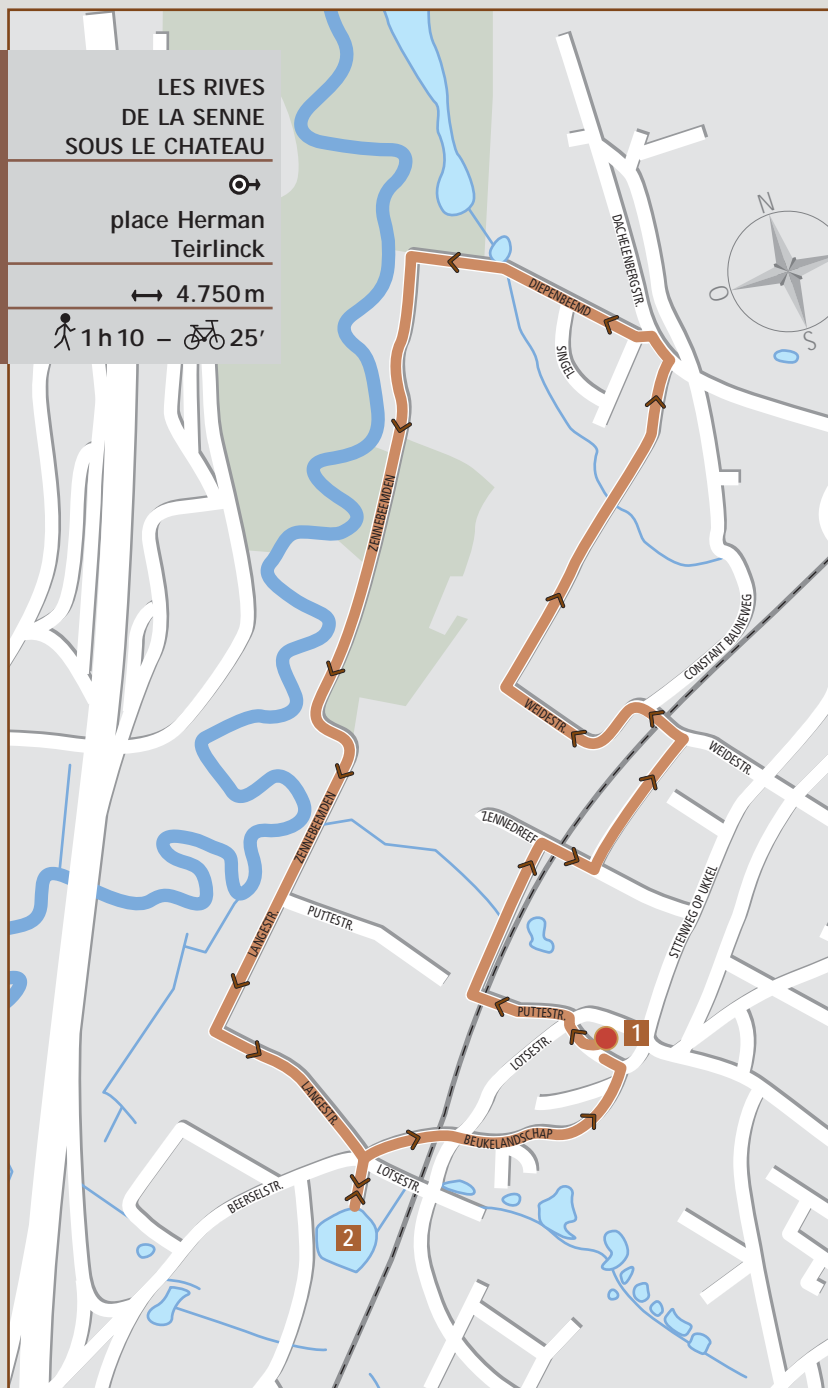 LES RIVES
DE LA SENNE
SOUS LE CHATEAU
place Herman
Teirlinck
4.750 m
1 h 10 – 25’
N
O
S
DACHELENBERGSTR.
DIEPENBEEMD
SINGEL
ZENNEBEEMDEN
CONSTANT BAUNEWEG
WEIDESTR.
WEIDESTR.
ZENNEBEEMDEN
ZENNEDREEF
STTENWEG OP UKKEL
LANGESTR.
PUTTESTR.
PUTTESTR.
1
LOTSESTR.
LANGESTR.
BEUKELANDSCHAP
LOTSESTR.
BEERSELSTR.
2